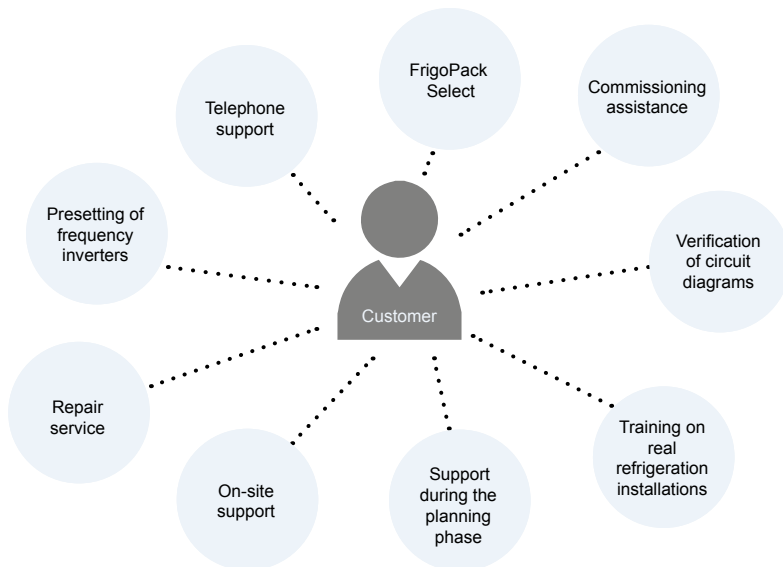 FrigoPack
Select
Commissioning
assistance
Telephone
support
Presetting of
frequency
inverters
Verification
of circuit
diagrams
Customer
Repair
service
Training on
real
refrigeration
installations
On-site
support
Support
during the
planning
phase